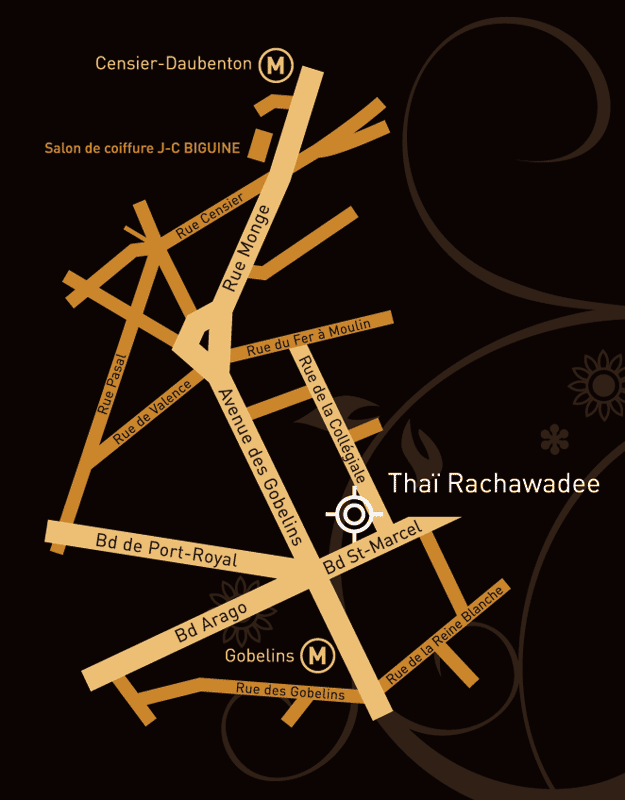 Censier-Daubenton M
Salon de coiffure J-C BIGUINE
Rue Censier
Rue Monge
Rue du Fer à Moulin
Rue Pasal
Rue de Valence
Rue de la Collégiale
Avenue des Gobelins
Thaï Rachawadee
Bd de Port-Royal
Bd St-Marcel
Bd Arago
Gobelins M
Rue de la Reine Blanche
Rue des Gobelins